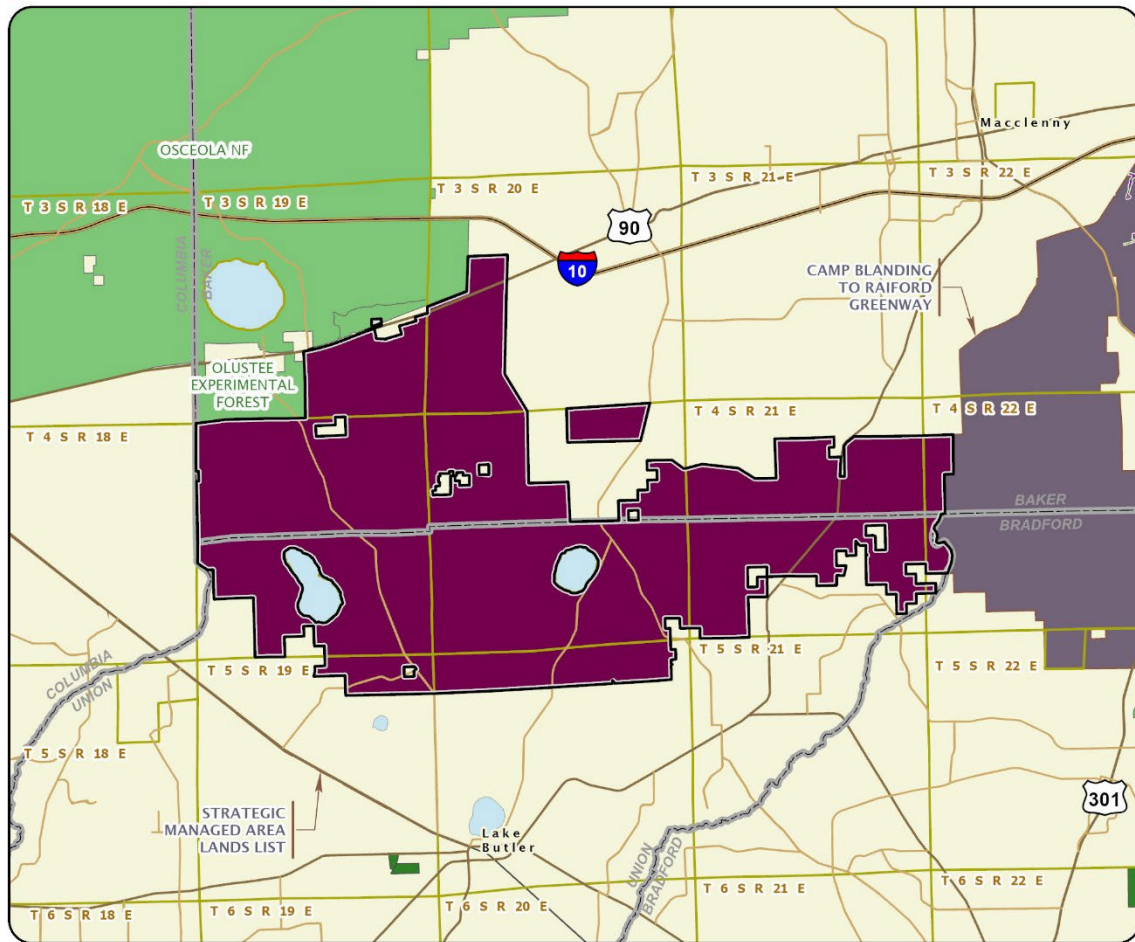 Macclenny
OSCEOLA NF
T 3 S R 18 E
T 3 S R 19 E
T 3 S R 20 E
T 3 S R 21 E
T 3 S R 22 E
90
10
COLUMBIA
BAKER
CAMP BLANDING
TO RAIFORD
GREENWAY
OLUSTEE
EXPERIMENTAL
FOREST
T 4 S R 18 E
T 4 S R 21 E
T 4 S R 22 E
BAKER
BRADFORD
COLUMBIA
UNION
T 5 S R 19 E
T 5 S R 21 E
T 5 S R 22 E
T 5 S R 18 E
STRATEGIC
MANAGED AREA
LANDS LIST
Lake
Butler
301
UNION
BRADFORD
T 6 S R 18 E
T 6 S R 19 E
T 6 S R 20 E
T 6 S R 21 E
T 6 S R 22 E